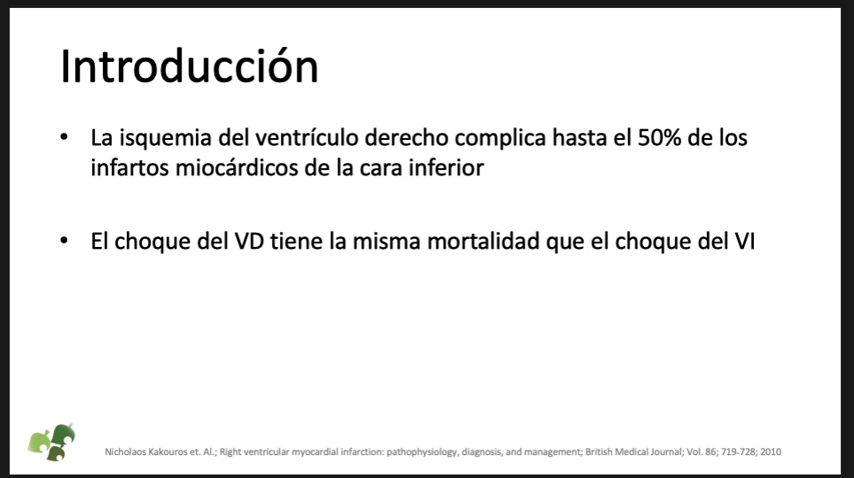 Introducción
• La isquemia del ventrículo derecho complica hasta el 50% de los
infartos miocárdicos de la cara inferior
• El choque del VD tiene la misma mortalidad que el choque del VI
Nicholaos Kakouros et. Al.; Right ventricular myocardial infarction: pathophysiology, diagnosis, and management; British Medical Journal; Vol. 86; 719-728; 2010